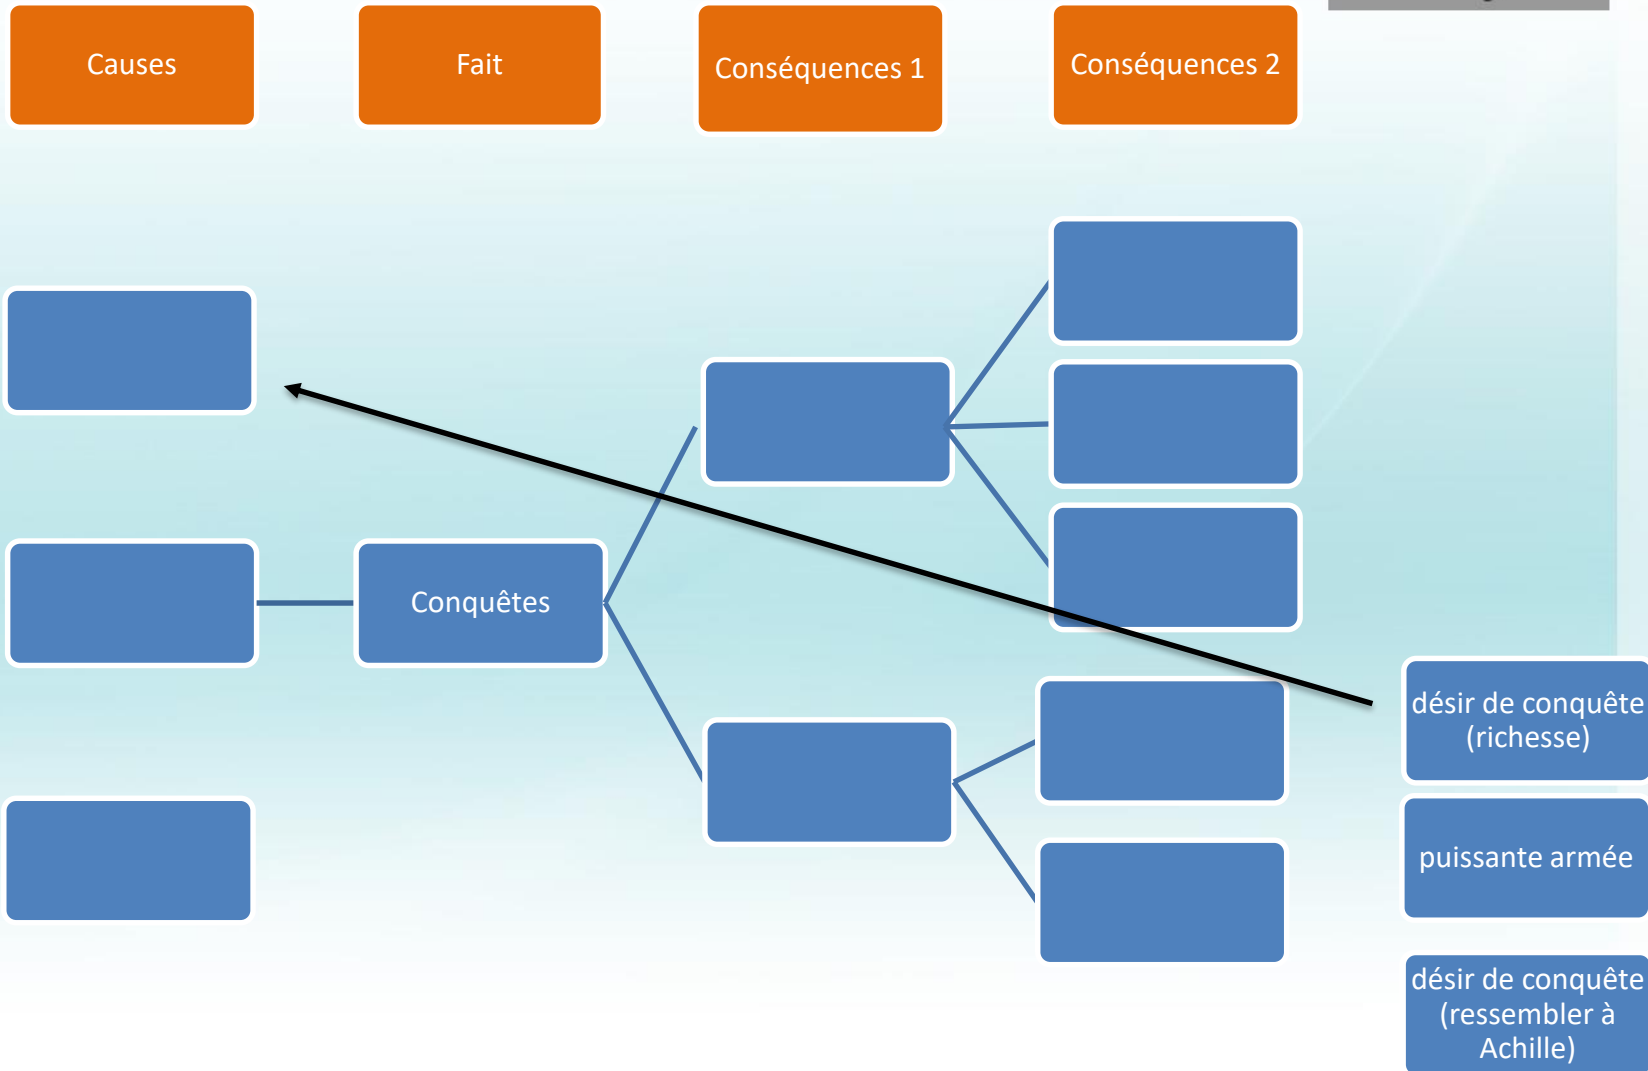 Causes
Fait
Conséquences 1
Conséquences 2
Conquêtes
désir de conquête
(richesse)
puissante armée
désir de conquête
(ressembler à
Achille)